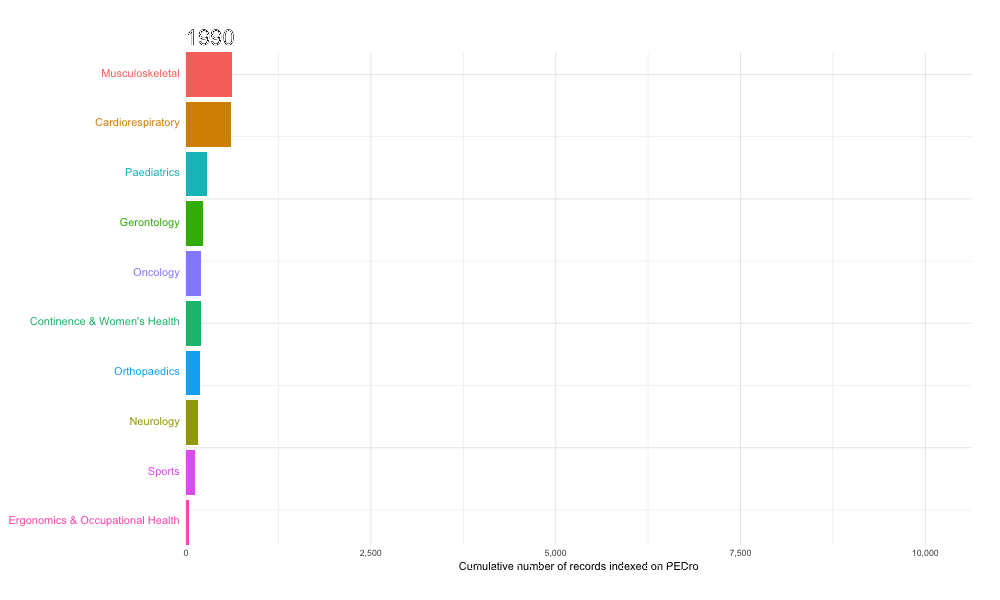 1990
Musculoskeletal
Cardiorespiratory
Paediatrics
Gerontology
Oncology
Continence & Women's Health
Orthopaedics
Neurology
Sports
Ergonomics & Occupational Health
0 2,500 5,000 7,500 10,000
Cumulative number of records indexed on PEDro